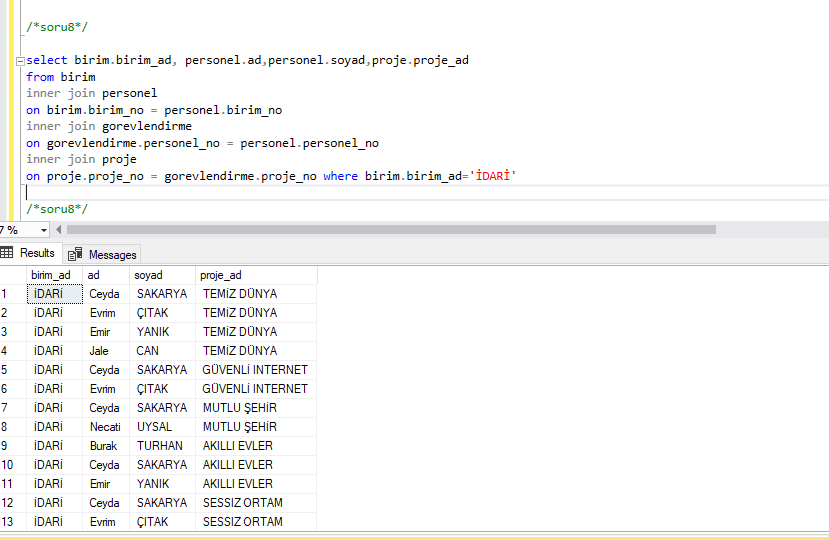 /*soru8*/
select birim.birim_ad, personel.ad,personel.soyad,proje.proje_ad
from birim
inner join personel
on birim.birim_no = personel.birim_no
inner join gorevlendirme
on gorevlendirme.personel_no = personel.personel_no
inner join proje
on proje.proje_no = gorevlendirme.proje_no where birim.birim_ad='İDARİ'
/*soru8*/
7 %
Results Messages
birim_ad ad soyad proje_ad
1 İDARİ Ceyda SAKARYA TEMİZ DÜNYA
2 İDARİ Evrim ÇITAK TEMİZ DÜNYA
3 İDARİ Emir YANIK TEMİZ DÜNYA
4 İDARİ Jale CAN TEMİZ DÜNYA
5 İDARİ Ceyda SAKARYA GÜVENLİ INTERNET
6 İDARİ Evrim ÇITAK GÜVENLİ INTERNET
7 İDARİ Ceyda SAKARYA MUTLU ŞEHİR
8 İDARİ Necati UYSAL MUTLU ŞEHİR
9 İDARİ Burak TURHAN AKILLI EVLER
10 İDARİ Ceyda SAKARYA AKILLI EVLER
11 İDARİ Emir YANIK AKILLI EVLER
12 İDARİ Ceyda SAKARYA SESSIZ ORTAM
13 İDARİ Evrim ÇITAK SESSIZ ORTAM